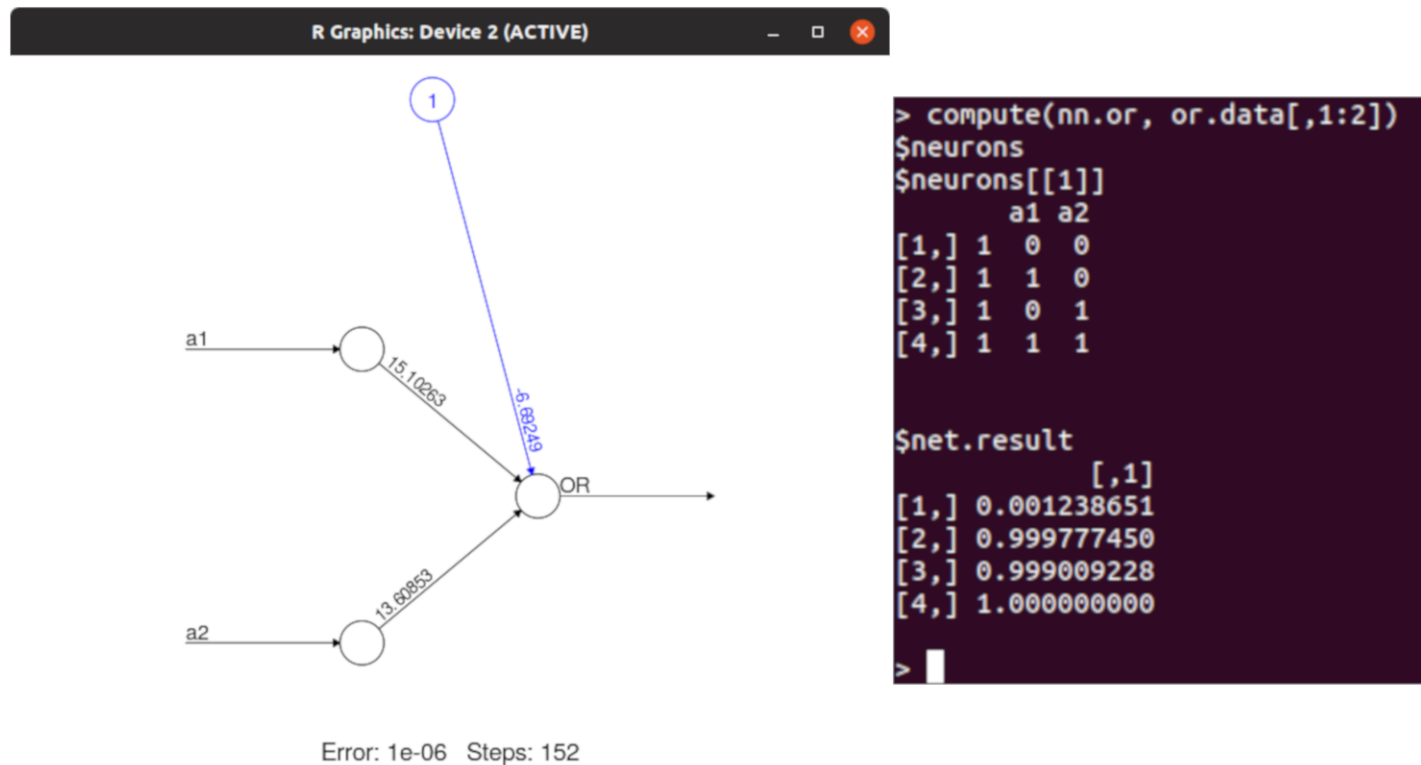 R Graphics: Device 2 (ACTIVE)
1
a1
15.10263
-6.69249
OR
13.60853
a2
Error: 1e-06 Steps: 152
> compute(nn.or, or.data[,1:2])
$neurons
$neurons[[1]]
a1 a2
[1,] 1 0 0
[2,] 1 1 0
[3,] 1 0 1
[4,] 1 1 1
$net.result
[,1]
[1,] 0.001238651
[2,] 0.999777450
[3,] 0.999009228
[4,] 1.000000000
>